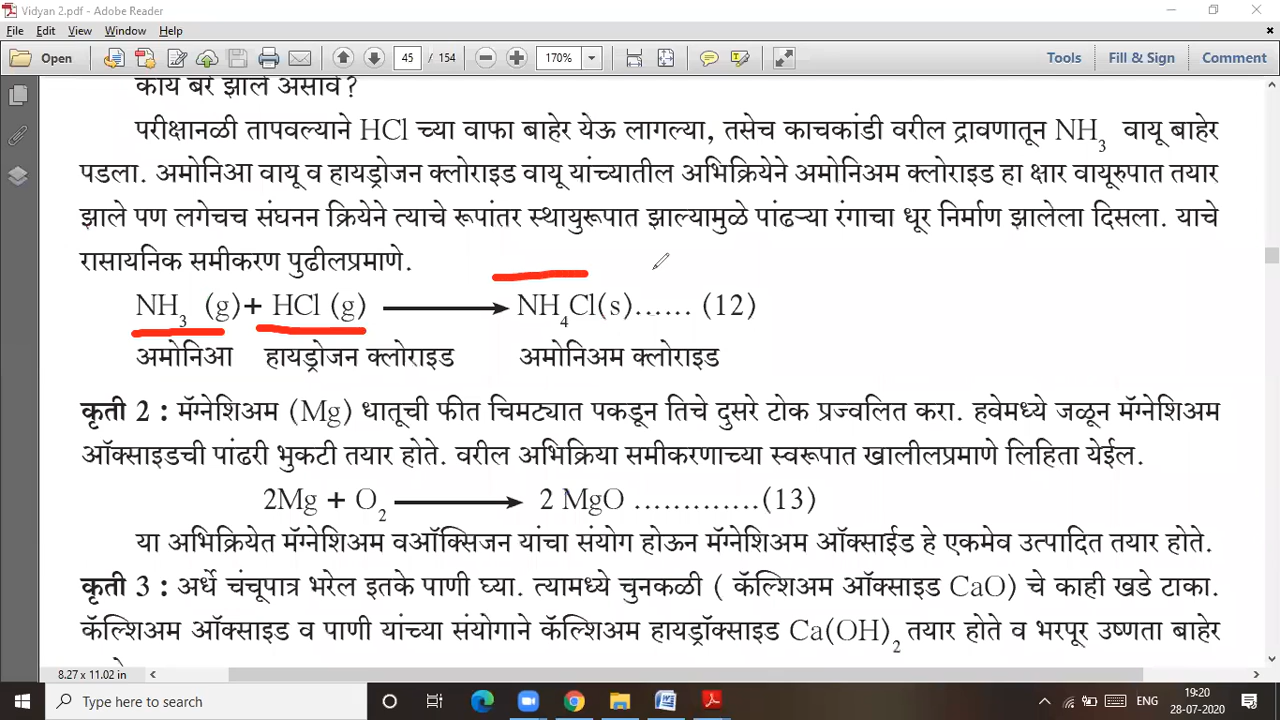 Vidyan 2.pdf - Adobe Reader
File Edit View Window Help
Open 45 / 154 170% Tools Fill & Sign Comment
काय बरे झाले असावे?
परीक्षानळी तापवल्याने HCl च्या वाफा बाहेर येऊ लागल्या, तसेच काचकांडी वरील द्रावणातून NH3 वायू बाहेर
पडला. अमोनिआ वायू व हायड्रोजन क्लोराइड वायू यांच्यातील अभिक्रियेने अमोनिअम क्लोराइड हा क्षार वायूरुपात तयार
झाले पण लगेचच संघनन क्रियेने त्याचे रूपांतर स्थायुरूपात झाल्यामुळे पांढऱ्या रंगाचा धूर निर्माण झालेला दिसला. याचे
रासायनिक समीकरण पुढीलप्रमाणे.
NH3 (g)+ HCl (g) ⟶ NH4Cl(s)...... (12)
अमोनिआ हायड्रोजन क्लोराइड अमोनिअम क्लोराइड
कृती 2 : मॅग्नेशिअम (Mg) धातूची फीत चिमट्यात पकडून तिचे दुसरे टोक प्रज्वलित करा. हवेमध्ये जळून मॅग्नेशिअम
ऑक्साइडची पांढरी भुकटी तयार होते. वरील अभिक्रिया समीकरणाच्या स्वरूपात खालीलप्रमाणे लिहिता येईल.
2Mg + O2 ⟶ 2 MgO .............(13)
या अभिक्रियेत मॅग्नेशिअम वऑक्सिजन यांचा संयोग होऊन मॅग्नेशिअम ऑक्साईड हे एकमेव उत्पादित तयार होते.
कृती 3 : अर्धे चंचूपात्र भरेल इतके पाणी घ्या. त्यामध्ये चुनकळी ( कॅल्शिअम ऑक्साइड CaO) चे काही खडे टाका.
कॅल्शिअम ऑक्साइड व पाणी यांच्या संयोगाने कॅल्शिअम हायड्रॉक्साइड Ca(OH)2 तयार होते व भरपूर उष्णता बाहेर
8.27 x 11.02 in
Type here to search
ENG
19:20
28-07-2020